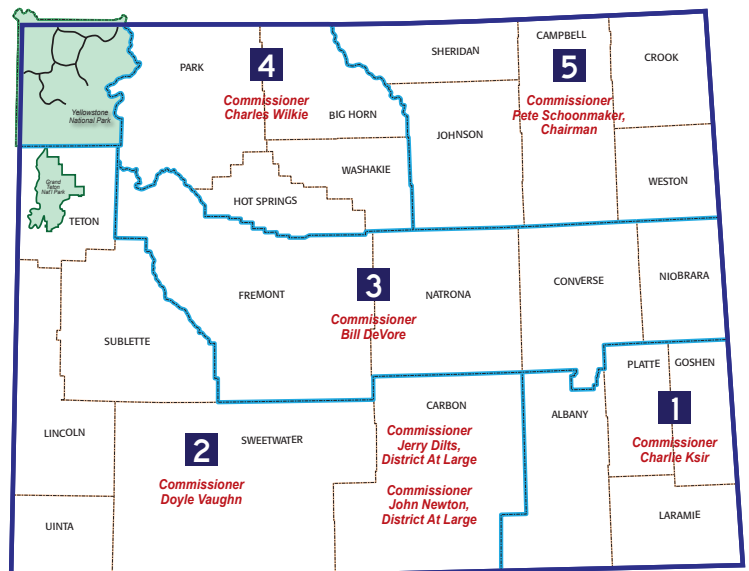 SHERIDAN
CAMPBELL
CROOK
PARK
4
5
Commissioner
Charles Wilkie
Commissioner
Pete Schoonmaker,
Chairman
Yellowstone
National Park
BIG HORN
JOHNSON
WASHAKIE
WESTON
Grand
Teton
Nat'l Park
HOT SPRINGS
TETON
FREMONT
3
NATRONA
CONVERSE
NIOBRARA
Commissioner
Bill DeVore
SUBLETTE
PLATTE
GOSHEN
LINCOLN
CARBON
ALBANY
1
2
SWEETWATER
Commissioner
Jerry Dilts,
District At Large
Commissioner
Charlie Ksir
Commissioner
Doyle Vaughn
Commissioner
John Newton,
District At Large
UINTA
LARAMIE